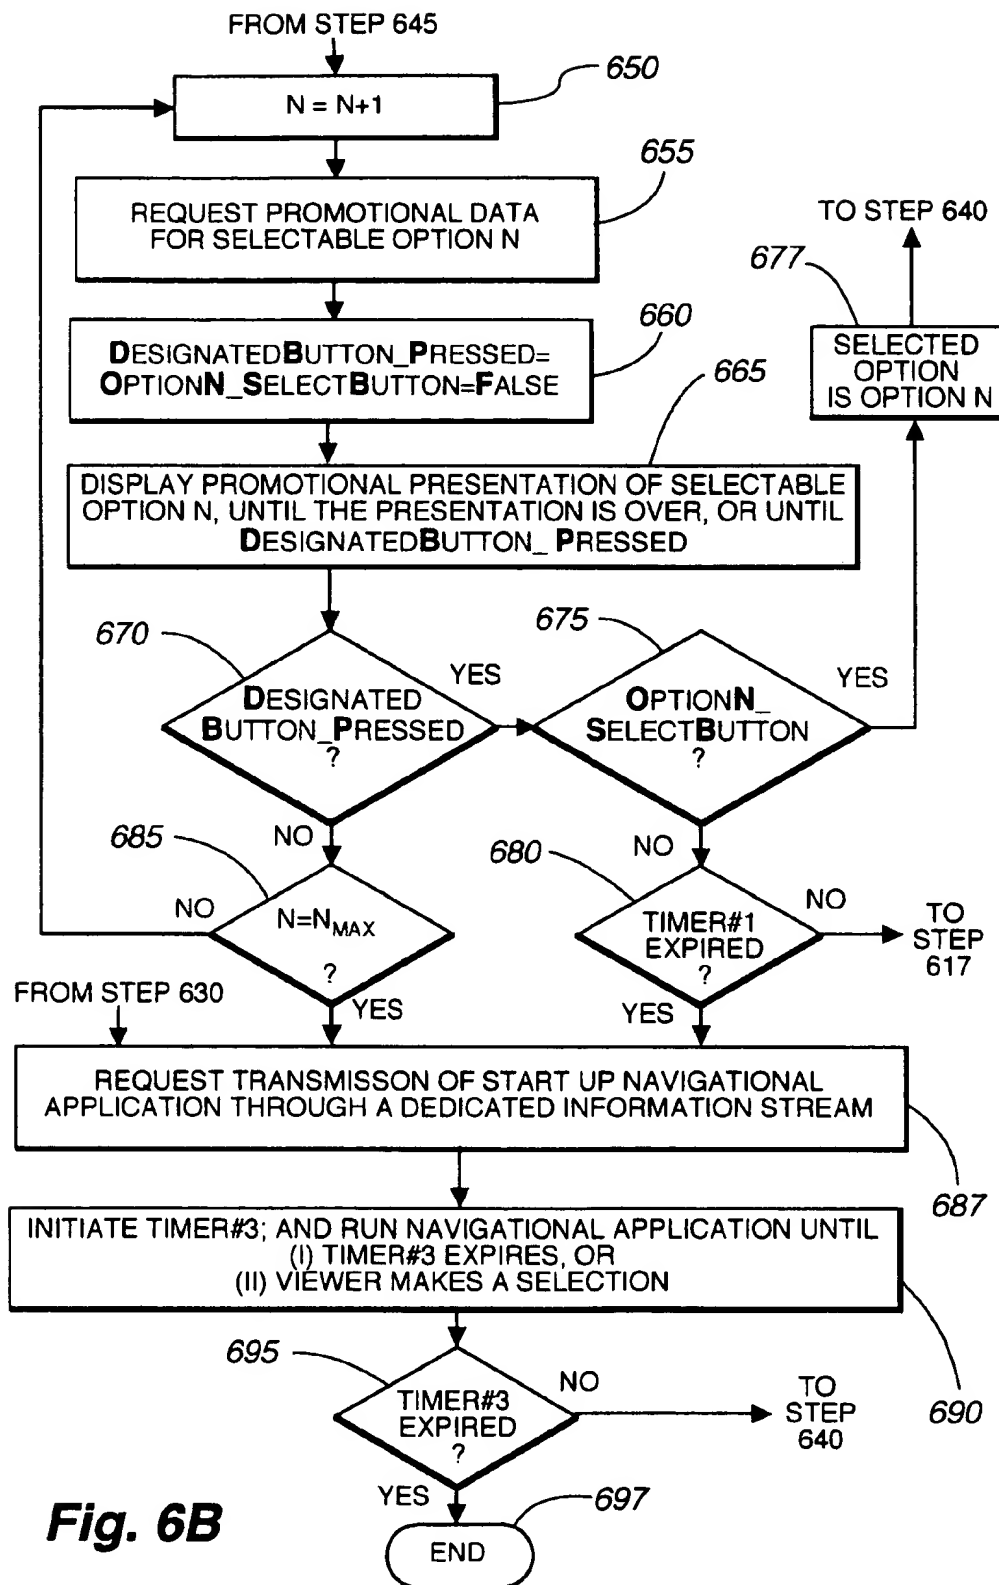 FROM STEP 645
650
N = N+1
655
REQUEST PROMOTIONAL DATA
FOR SELECTABLE OPTION N
TO STEP 640
677
660
DESIGNATEDBUTTON_PRESSED=
OPTIONN_SELECTBUTTON=FALSE
SELECTED
OPTION
IS OPTION N
665
DISPLAY PROMOTIONAL PRESENTATION OF SELECTABLE
OPTION N, UNTIL THE PRESENTATION IS OVER, OR UNTIL
DESIGNATEDBUTTON_ PRESSED
670
675
YES
YES
DESIGNATED
BUTTON_PRESSED
?
OPTIONN_
SELECTBUTTON
?
NO
NO
685
680
NO
N=NMAX
?
NO
TIMER#1
EXPIRED
?
TO
STEP
617
FROM STEP 630
YES
YES
REQUEST TRANSMISSON OF START UP NAVIGATIONAL
APPLICATION THROUGH A DEDICATED INFORMATION STREAM
687
INITIATE TIMER#3; AND RUN NAVIGATIONAL APPLICATION UNTIL
(I) TIMER#3 EXPIRES, OR
(II) VIEWER MAKES A SELECTION
690
695
NO
TIMER#3
EXPIRED
?
TO
STEP
640
YES
697
END
Fig. 6B